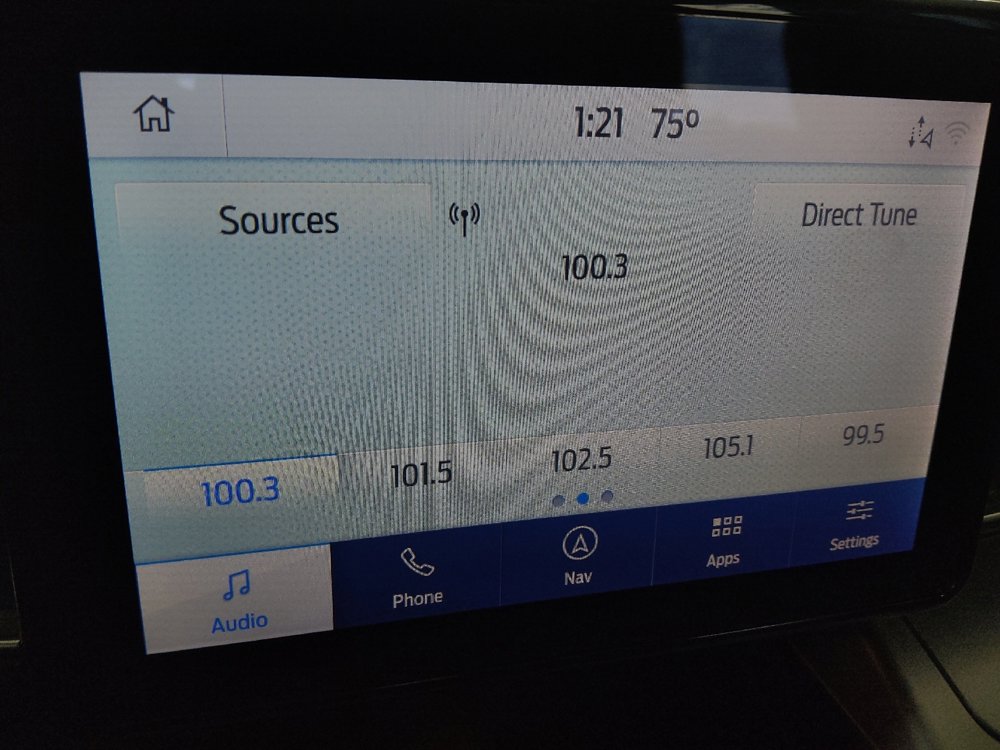 1:21 75º
Sources
Direct Tune
100.3
100.3 101.5 102.5 105.1 99.5
Audio Phone Nav Apps Settings